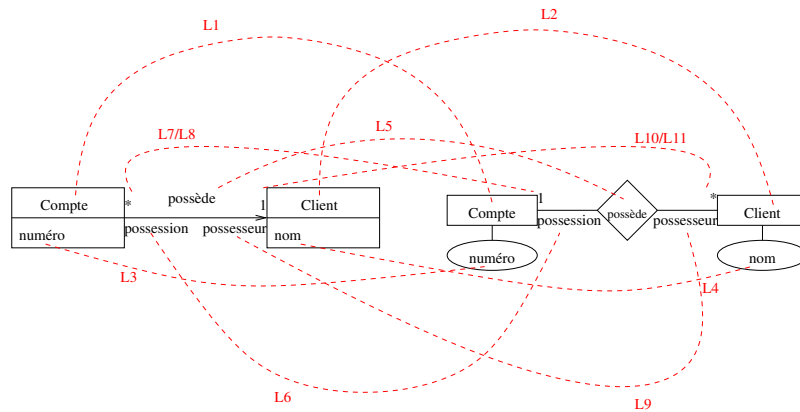 L1
L2
L7/L8
L5
L10/L11
Compte
*
possède
1
Client
numéro
possession
possesseur
nom
1
Compte
possession
possède
*
Client
possesseur
numéro
nom
L3
L4
L6
L9